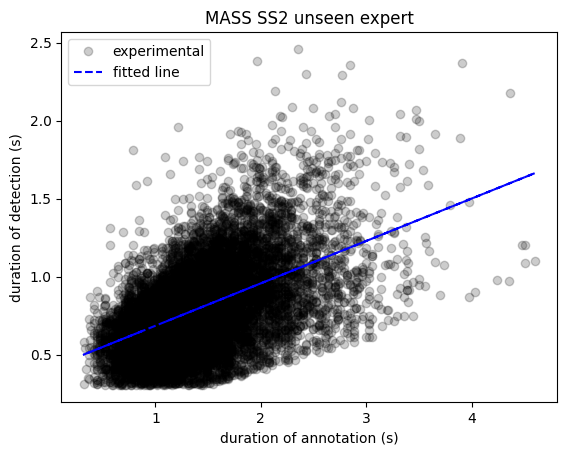 MASS SS2 unseen expert
experimental
fitted line
2.5
2.0
1.5
1.0
0.5
duration of detection (s)
1 2 3 4
duration of annotation (s)